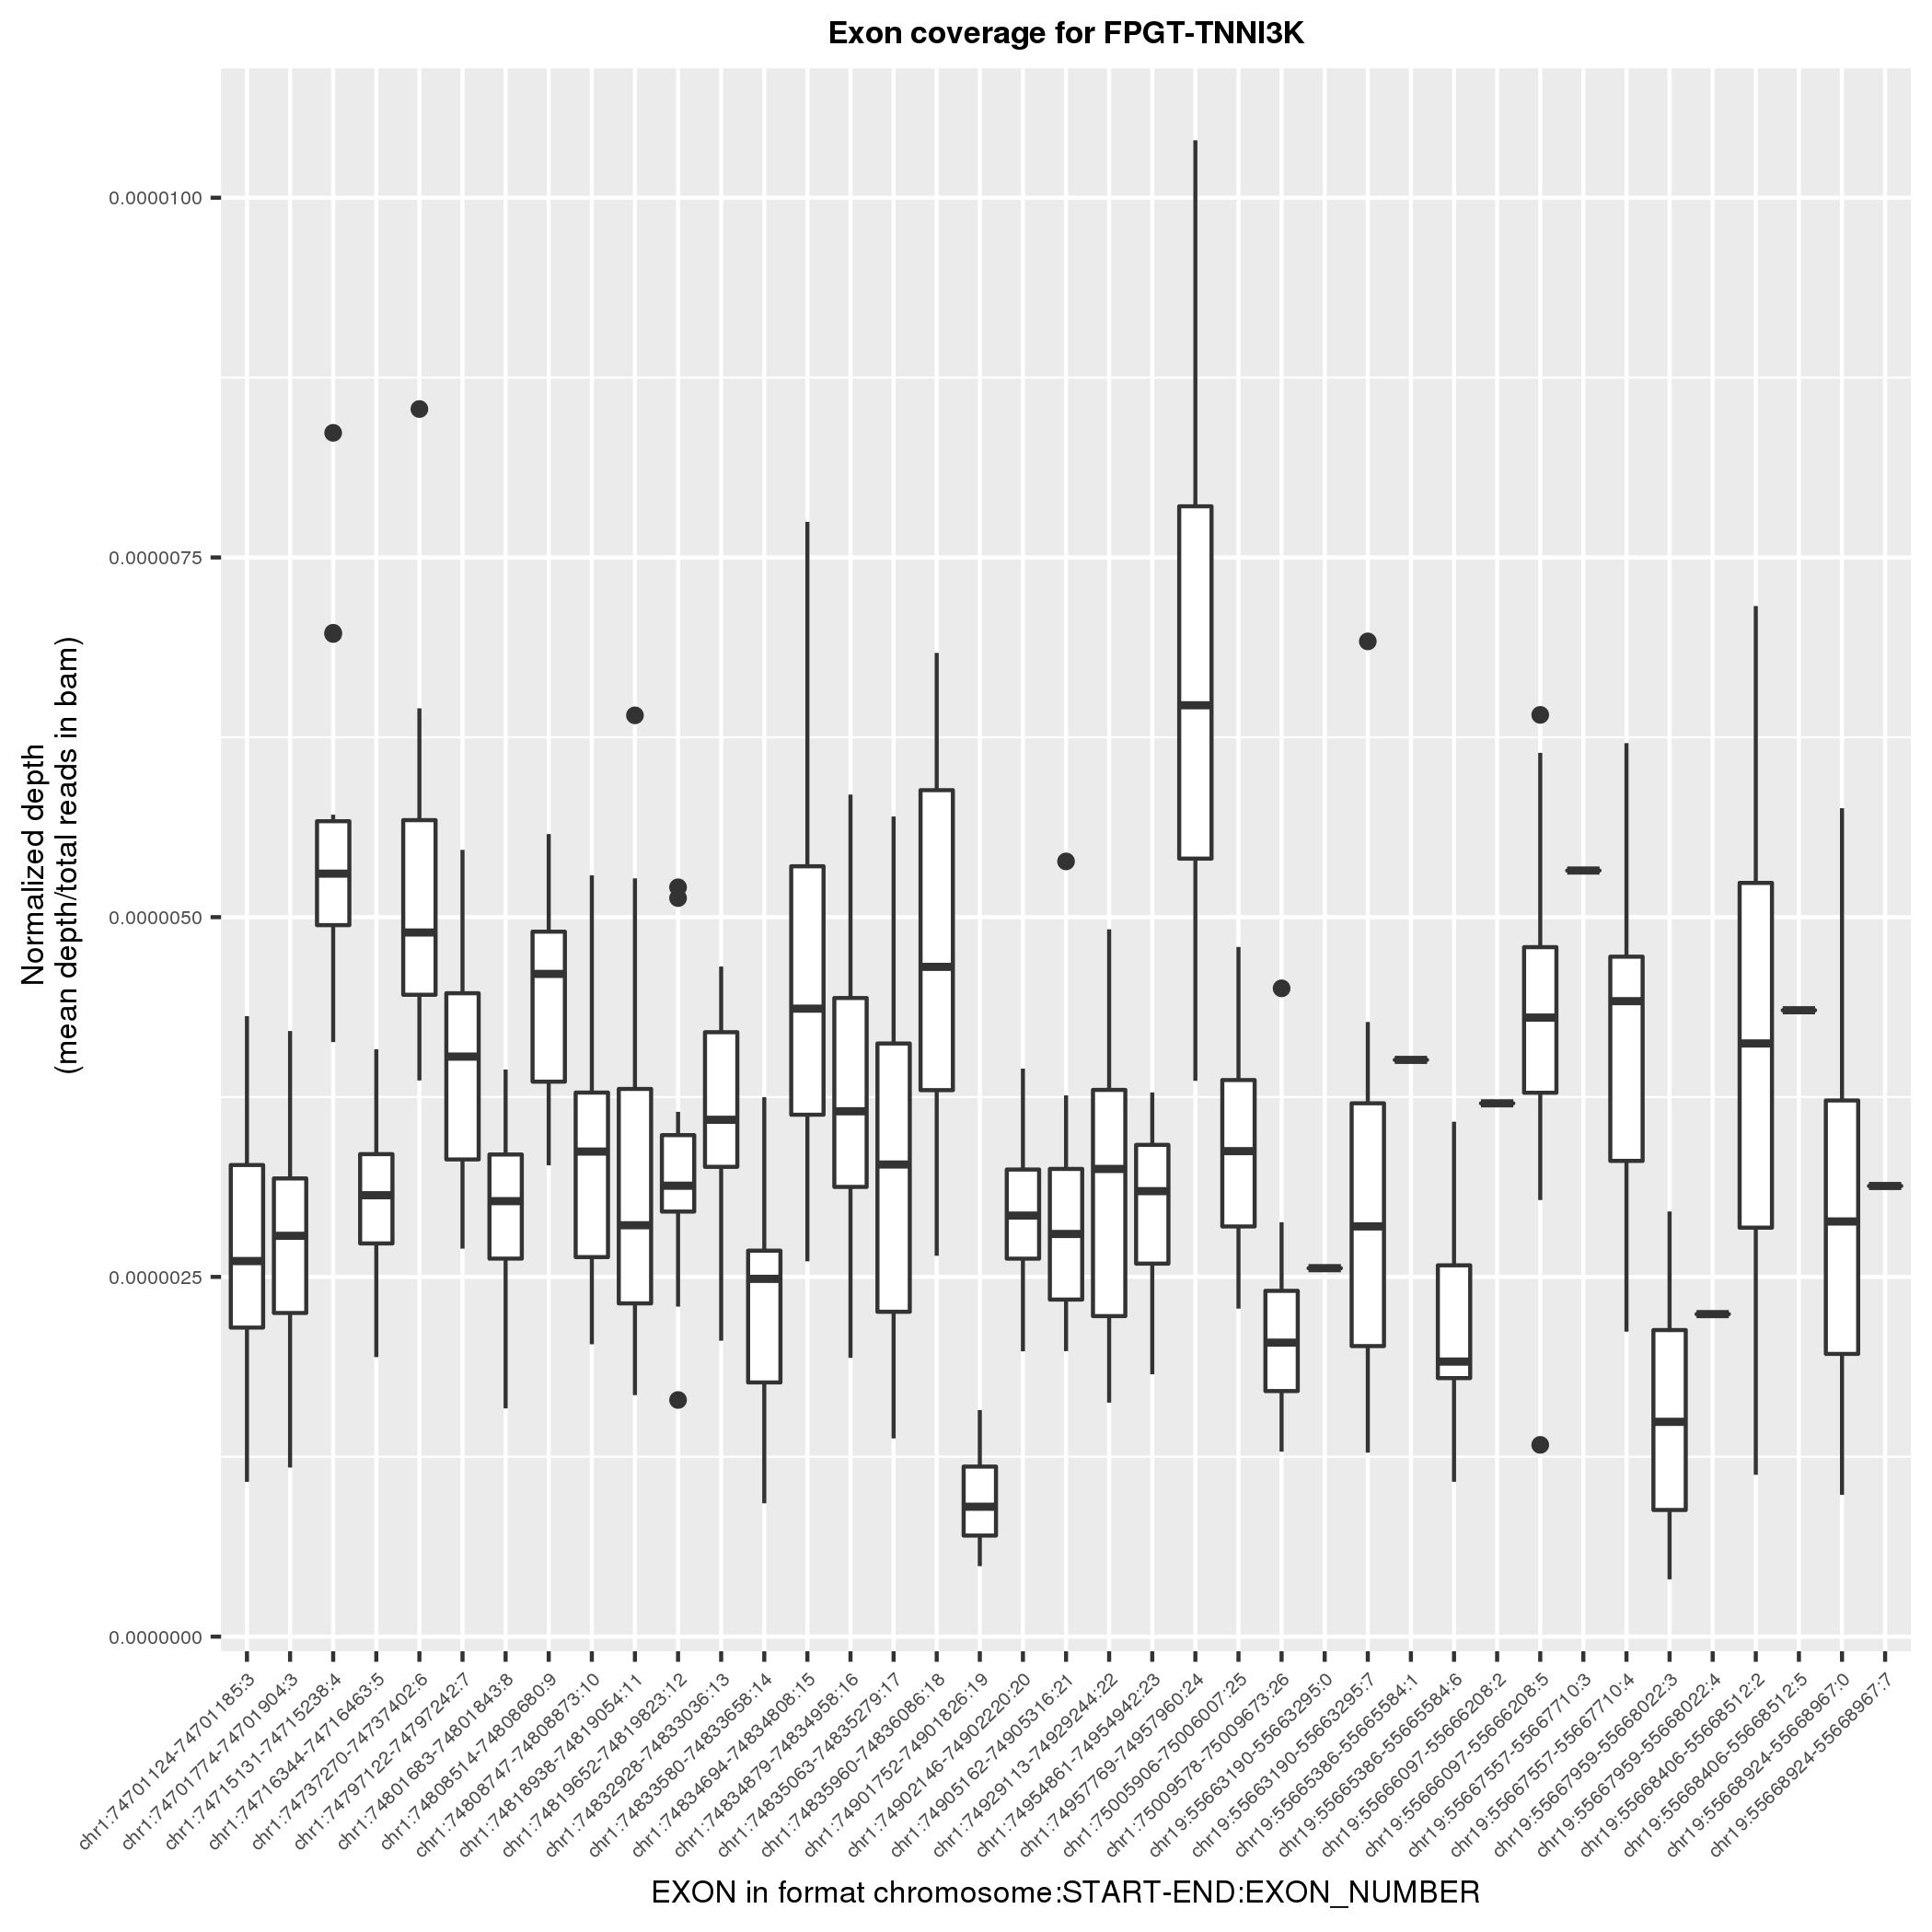 Exon coverage for FPGT-TNNI3K
0.0000100
0.0000075
0.0000050
0.0000025
0.0000000
Normalized depth
(mean depth/total reads in bam)
chr1:74701124-74701185:3
chr1:74701774-74701904:3
chr1:74715131-74715238:4
chr1:74716344-74716463:5
chr1:74737270-74737402:6
chr1:74797122-74797242:7
chr1:74801683-74801843:8
chr1:74808514-74808680:9
chr1:74808747-74808873:10
chr1:74818938-74819054:11
chr1:74819652-74819823:12
chr1:74832928-74833036:13
chr1:74833580-74833658:14
chr1:74834694-74834808:15
chr1:74834879-74834958:16
chr1:74835063-74835279:17
chr1:74835960-74836086:18
chr1:74901752-74901826:19
chr1:74902146-74902220:20
chr1:74905162-74905316:21
chr1:74929113-74929244:22
chr1:74954861-74954942:23
chr1:74957769-74957960:24
chr1:75005906-75006007:25
chr1:75009578-75009673:26
chr19:55663190-55663295:0
chr19:55663190-55663295:7
chr19:55665386-55665584:1
chr19:55665386-55665584:6
chr19:55666097-55666208:2
chr19:55666097-55666208:5
chr19:55667557-55667710:3
chr19:55667557-55667710:4
chr19:55667959-55668022:3
chr19:55667959-55668022:4
chr19:55668406-55668512:2
chr19:55668406-55668512:5
chr19:55668924-55668967:0
chr19:55668924-55668967:7
EXON in format chromosome:START-END:EXON_NUMBER